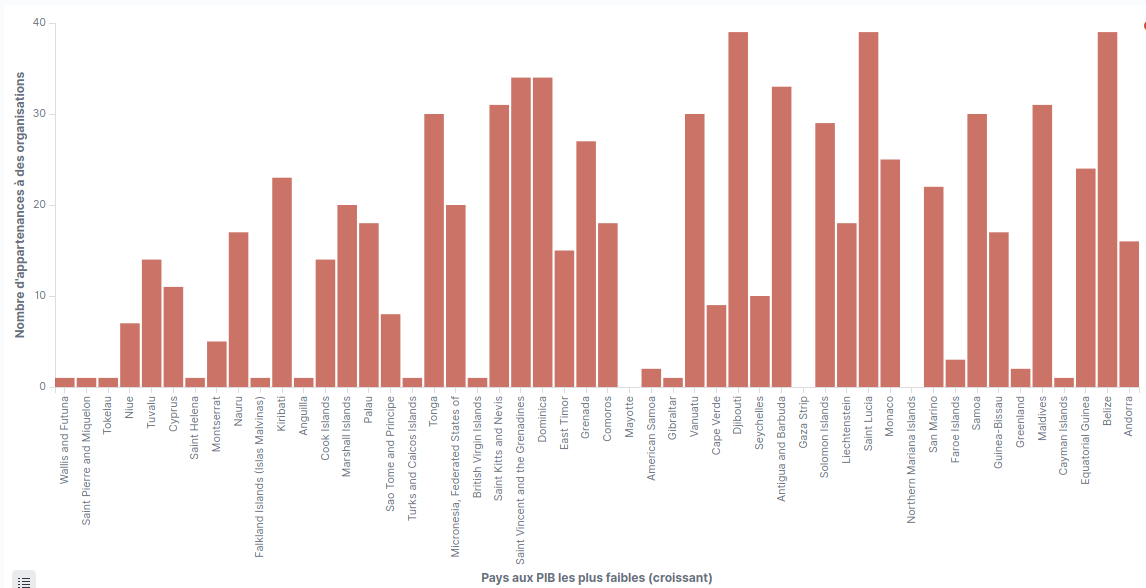 Nombre d'appartenances à des organisations
40
30
20
10
0
Wallis and Futuna
Saint Pierre and Miquelon
Tokelau
Niue
Tuvalu
Cyprus
Saint Helena
Montserrat
Nauru
Falkland Islands (Islas Malvinas)
Kiribati
Anguilla
Cook Islands
Marshall Islands
Palau
Sao Tome and Principe
Turks and Caicos Islands
Tonga
Micronesia, Federated States of
British Virgin Islands
Saint Kitts and Nevis
Saint Vincent and the Grenadines
Dominica
East Timor
Grenada
Comoros
Mayotte
American Samoa
Gibraltar
Vanuatu
Cape Verde
Djibouti
Seychelles
Antigua and Barbuda
Gaza Strip
Solomon Islands
Liechtenstein
Saint Lucia
Monaco
Northern Mariana Islands
San Marino
Faroe Islands
Samoa
Guinea-Bissau
Greenland
Maldives
Cayman Islands
Equatorial Guinea
Belize
Andorra
Pays aux PIB les plus faibles (croissant)